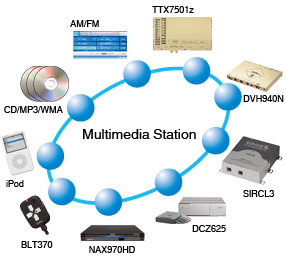 AM/FM
TTX7501z
CD/MP3/WMA
DVH940N
Multimedia Station
iPod
SIRCL3
BLT370
NAX970HD
DCZ625